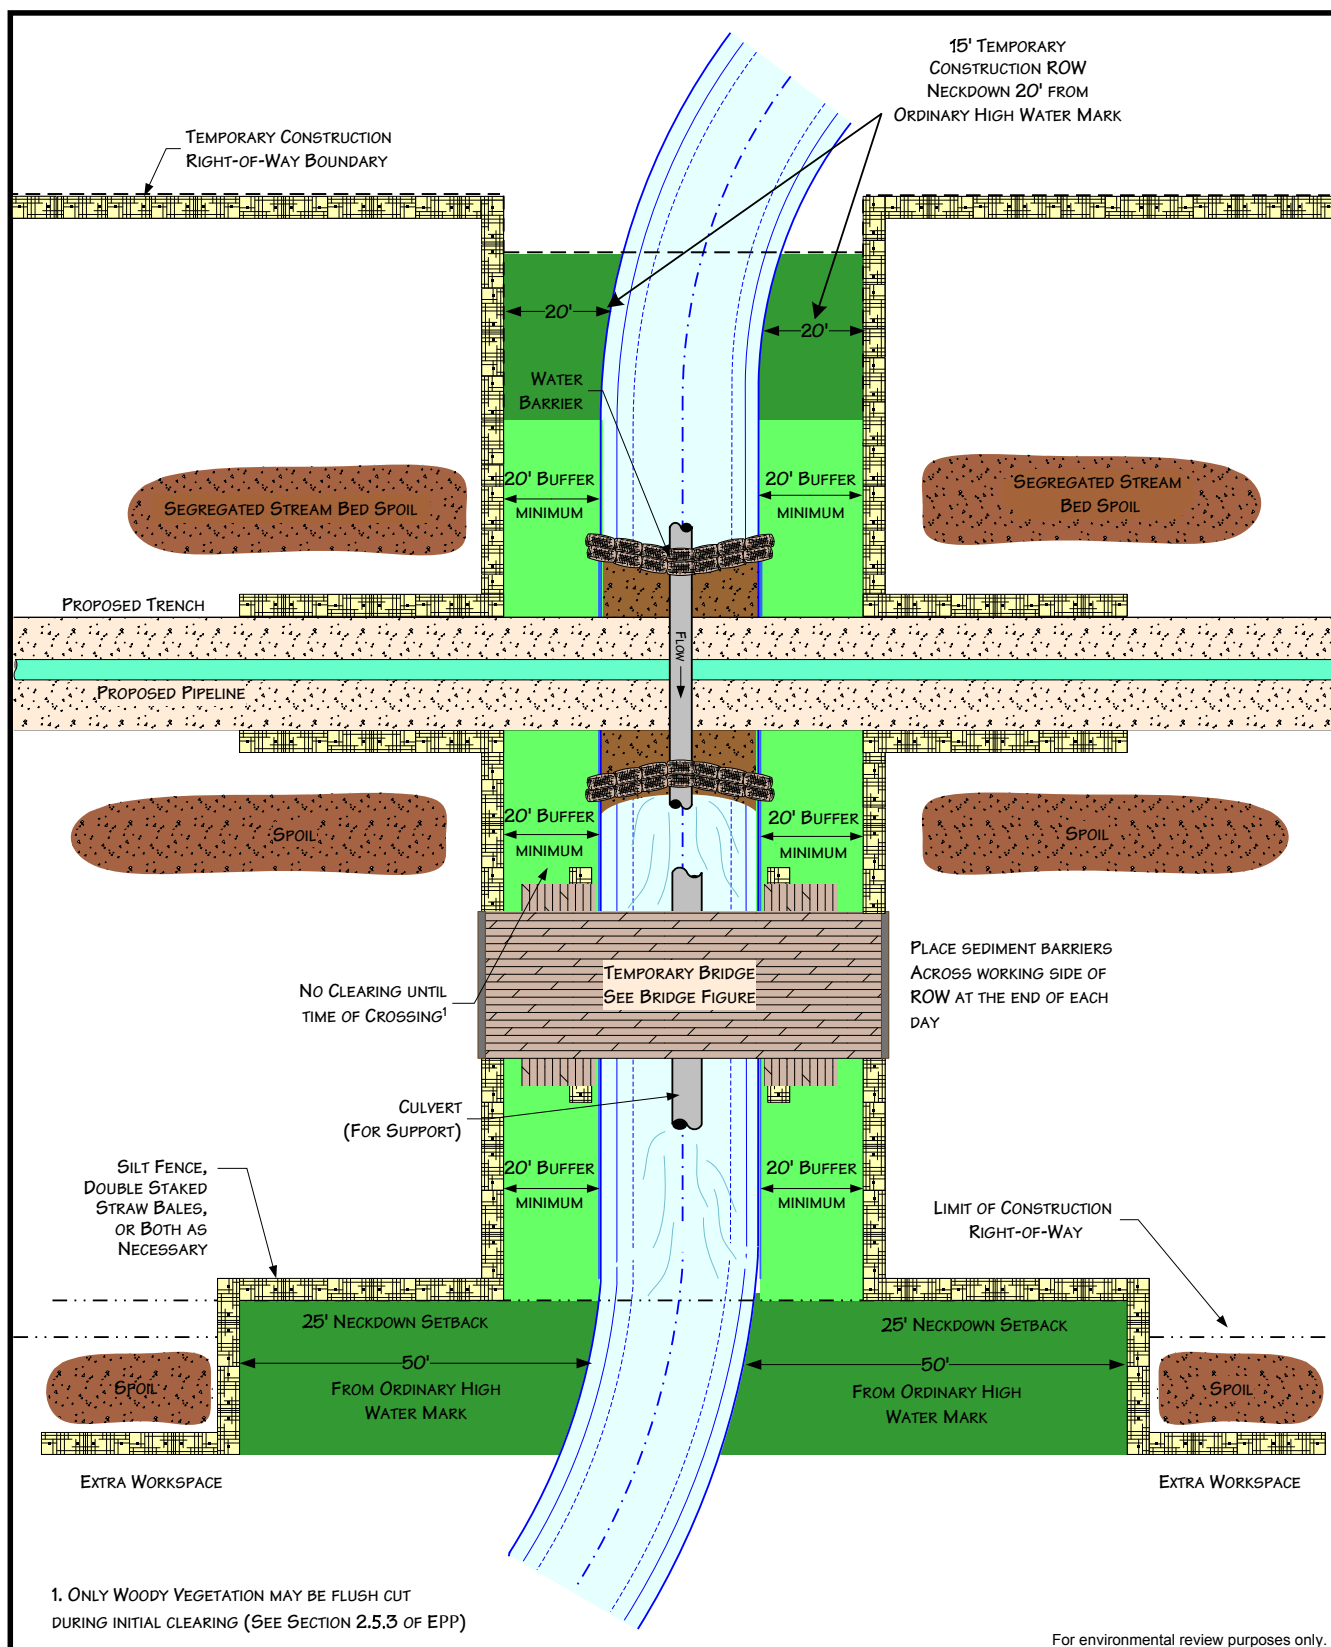 15' Temporary
Construction ROW
Neckdown 20' from
Ordinary High Water Mark
Temporary Construction
Right-of-Way Boundary
20'
20'
Water
Barrier
20' Buffer
minimum
20' Buffer
minimum
Segregated Stream Bed Spoil
Segregated Stream
Bed Spoil
Proposed Trench
Flow
Proposed Pipeline
20' Buffer
minimum
20' Buffer
minimum
Spoil
Spoil
Temporary Bridge
See Bridge Figure
Place sediment barriers
Across working side of
ROW at the end of each
day
No Clearing until
time of Crossing¹
Culvert
(For Support)
20' Buffer
minimum
20' Buffer
minimum
Silt Fence,
Double Staked
Straw Bales,
or Both as
Necessary
Limit of Construction
Right-of-Way
25' Neckdown Setback
25' Neckdown Setback
50'
50'
From Ordinary High
Water Mark
From Ordinary High
Water Mark
Spoil
Spoil
Extra Workspace
Extra Workspace
1. Only Woody Vegetation may be flush cut
during initial clearing (See Section 2.5.3 of EPP)
For environmental review purposes only.